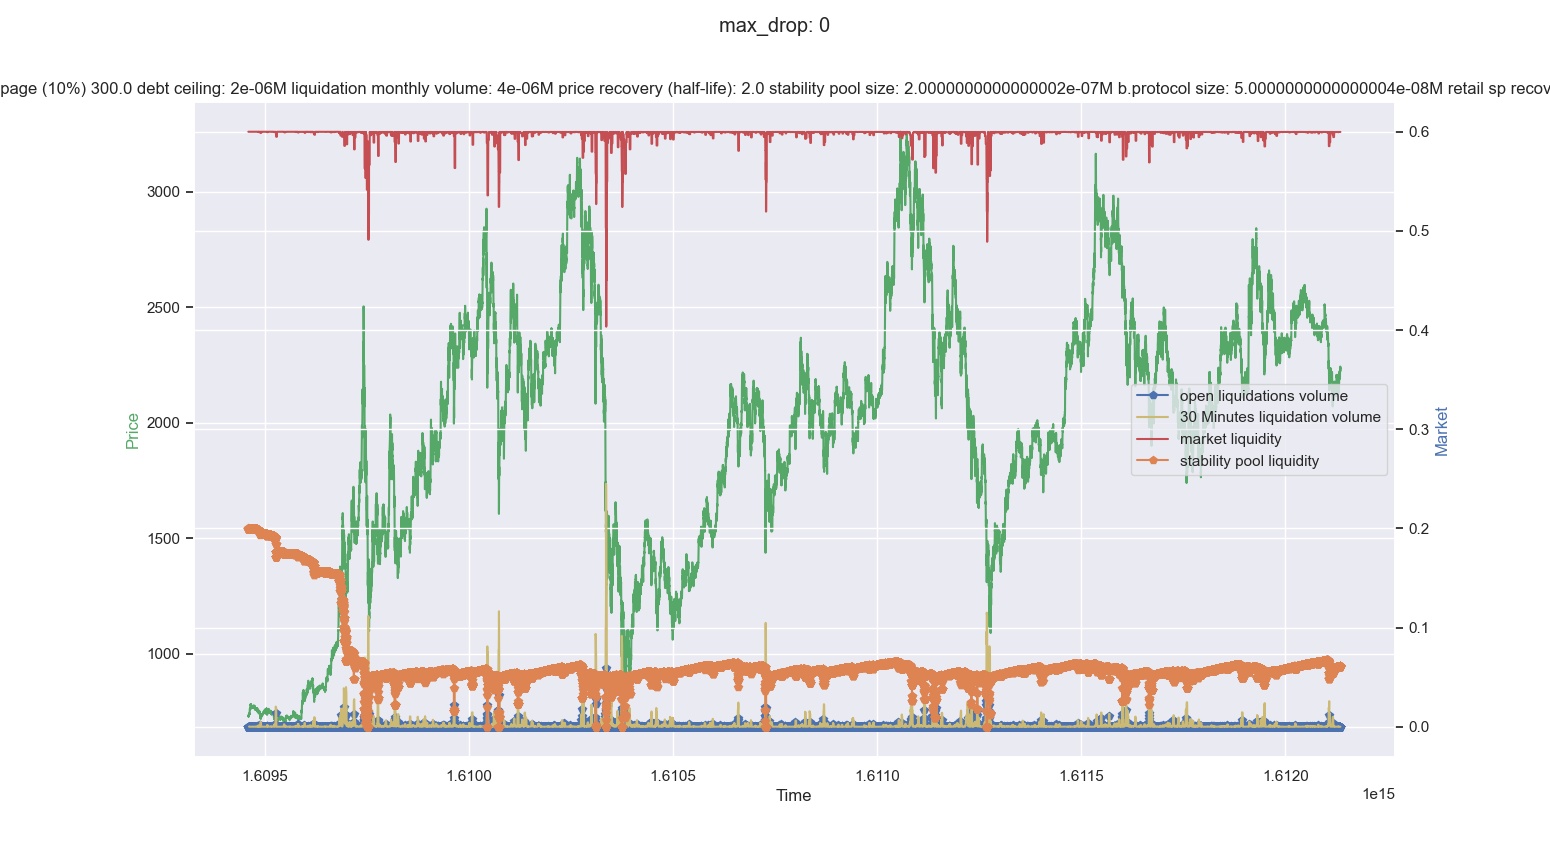 max_drop: 0
page (10%) 300.0 debt ceiling: 2e-06M liquidation monthly volume: 4e-06M price recovery (half-life): 2.0 stability pool size: 2.0000000000000002e-07M b.protocol size: 5.0000000000000004e-08M retail sp recov
3000
2500
2000
1500
1000
Price
0.6
0.5
0.4
0.3
0.2
0.1
0.0
Market
open liquidations volume
30 Minutes liquidation volume
market liquidity
stability pool liquidity
1.6095 1.6100 1.6105 1.6110 1.6115 1.6120
Time
1e15